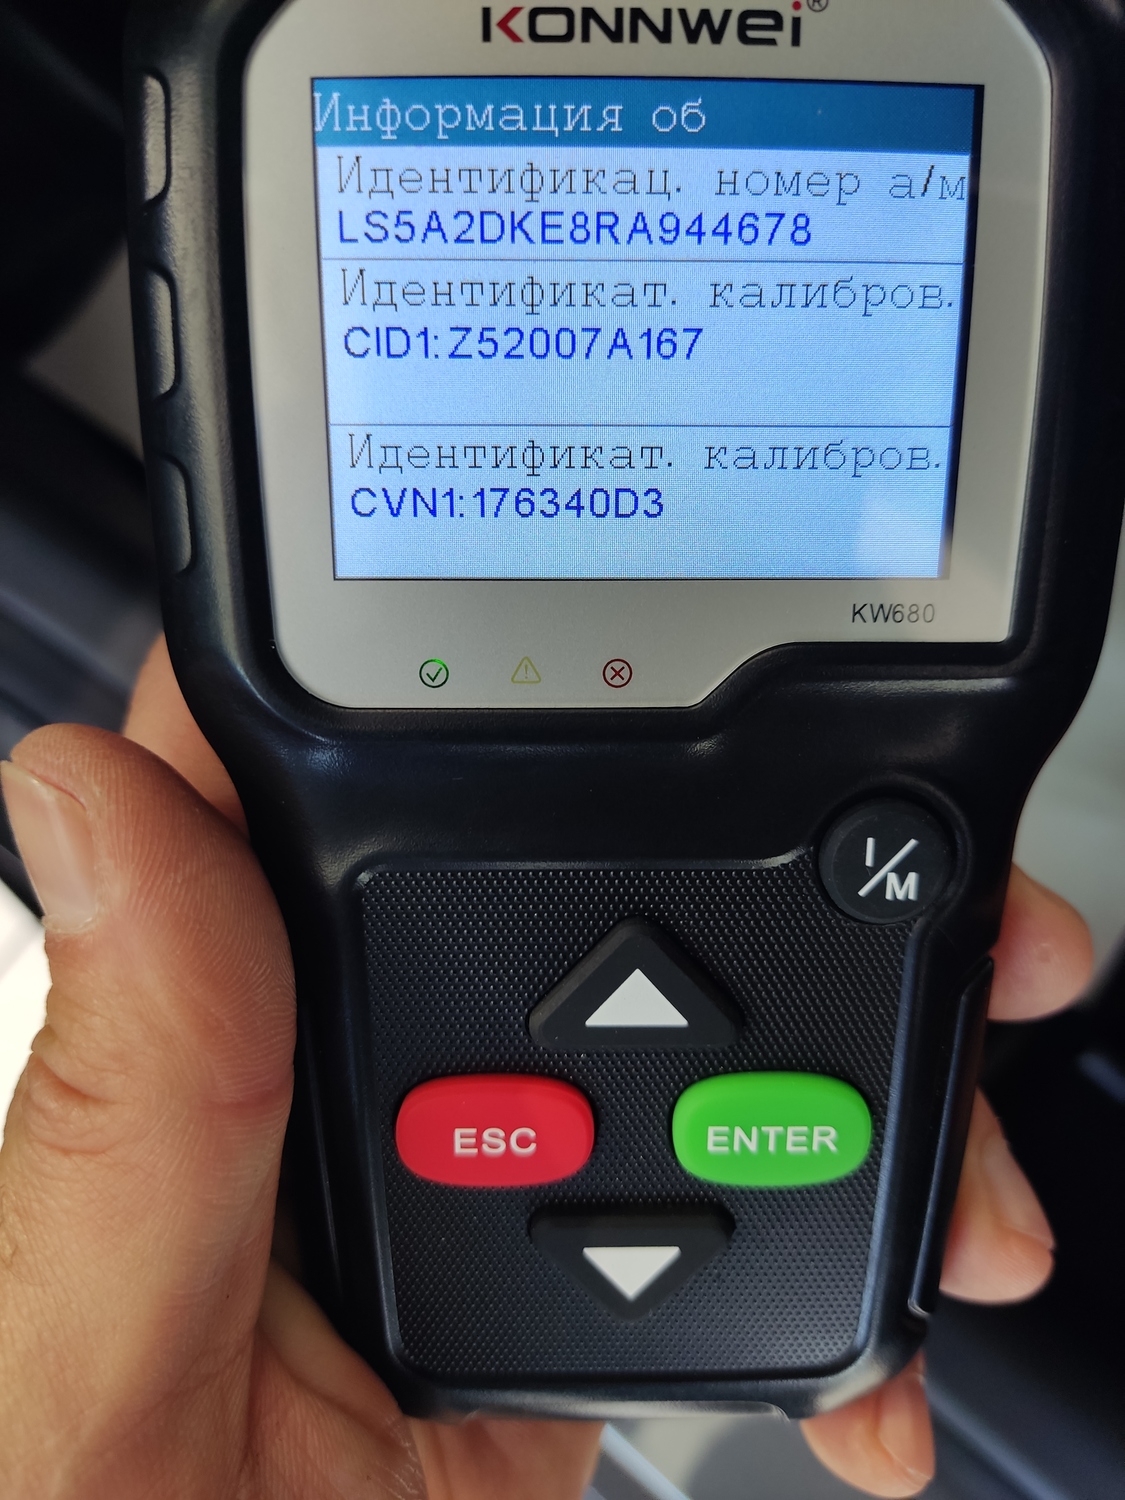 KONNWEI®
Информация об
Идентификац. номер а/м
LS5A2DKE8RA944678
Идентификат. калибров.
CID1: Z52007A167
Идентификат. калибров.
CVN1: 176340D3
KW680
I/M
ESC
ENTER